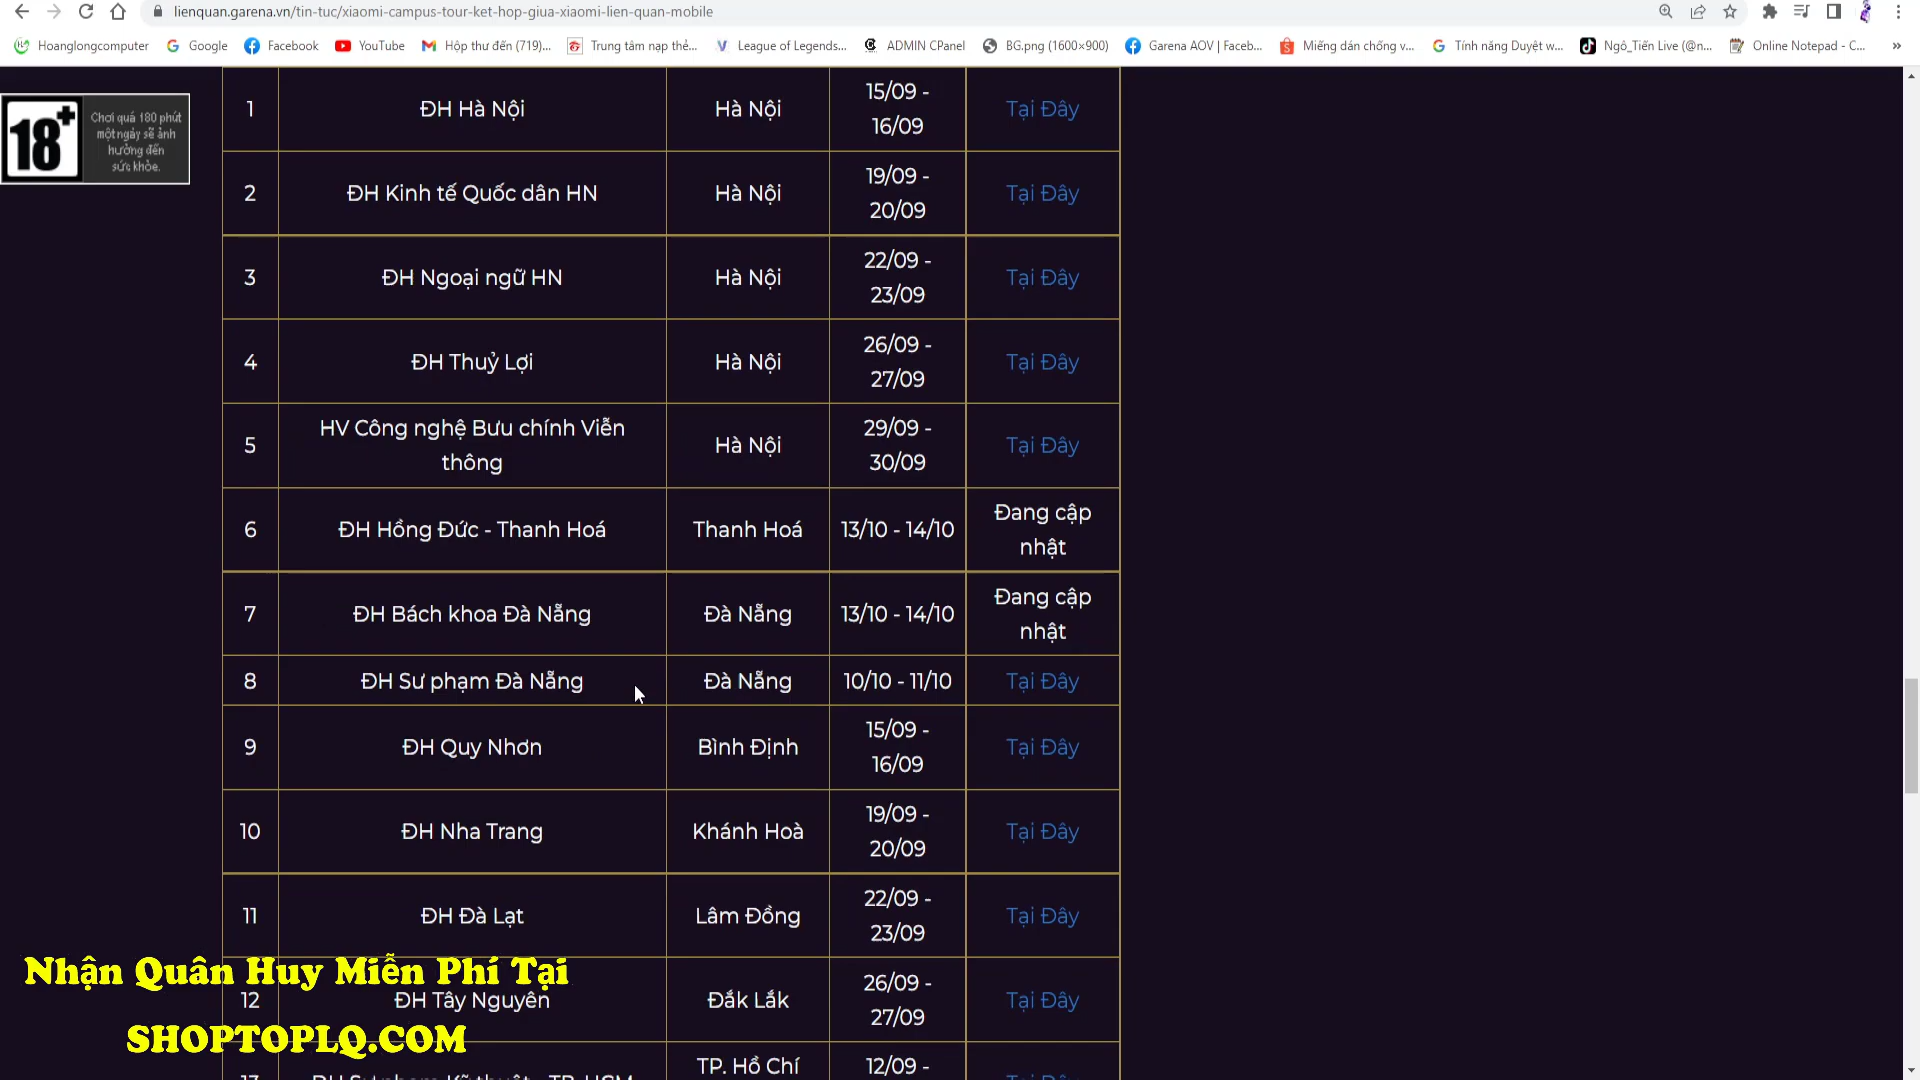 lienquan.garena.vn/tin-tuc/xiaomi-campus-tour-ket-hop-giua-xiaomi-lien-quan-mobile
Hoanglongcomputer Google Facebook YouTube Hộp thư đến (719)... Trung tâm nạp thẻ... League of Legends... ADMIN CPanel BG.png (1600×900) Garena AOV | Faceb... Miếng dán chống v... Tính năng Duyệt w... Ngô_Tiến Live (@n... Online Notepad - C... »
18+
Chơi quá 180 phút
một ngày sẽ ảnh
hưởng đến
sức khỏe.
1 ĐH Hà Nội Hà Nội 15/09 - 16/09 Tại Đây
2 ĐH Kinh tế Quốc dân HN Hà Nội 19/09 - 20/09 Tại Đây
3 ĐH Ngoại ngữ HN Hà Nội 22/09 - 23/09 Tại Đây
4 ĐH Thuỷ Lợi Hà Nội 26/09 - 27/09 Tại Đây
5 HV Công nghệ Bưu chính Viễn thông Hà Nội 29/09 - 30/09 Tại Đây
6 ĐH Hồng Đức - Thanh Hoá Thanh Hoá 13/10 - 14/10 Đang cập nhật
7 ĐH Bách khoa Đà Nẵng Đà Nẵng 13/10 - 14/10 Đang cập nhật
8 ĐH Sư phạm Đà Nẵng Đà Nẵng 10/10 - 11/10 Tại Đây
9 ĐH Quy Nhơn Bình Định 15/09 - 16/09 Tại Đây
10 ĐH Nha Trang Khánh Hoà 19/09 - 20/09 Tại Đây
11 ĐH Đà Lạt Lâm Đồng 22/09 - 23/09 Tại Đây
12 ĐH Tây Nguyên Đắk Lắk 26/09 - 27/09 Tại Đây
TP. Hồ Chí 12/09 -
Nhận Quân Huy Miễn Phí Tại
SHOPTOPLQ.COM